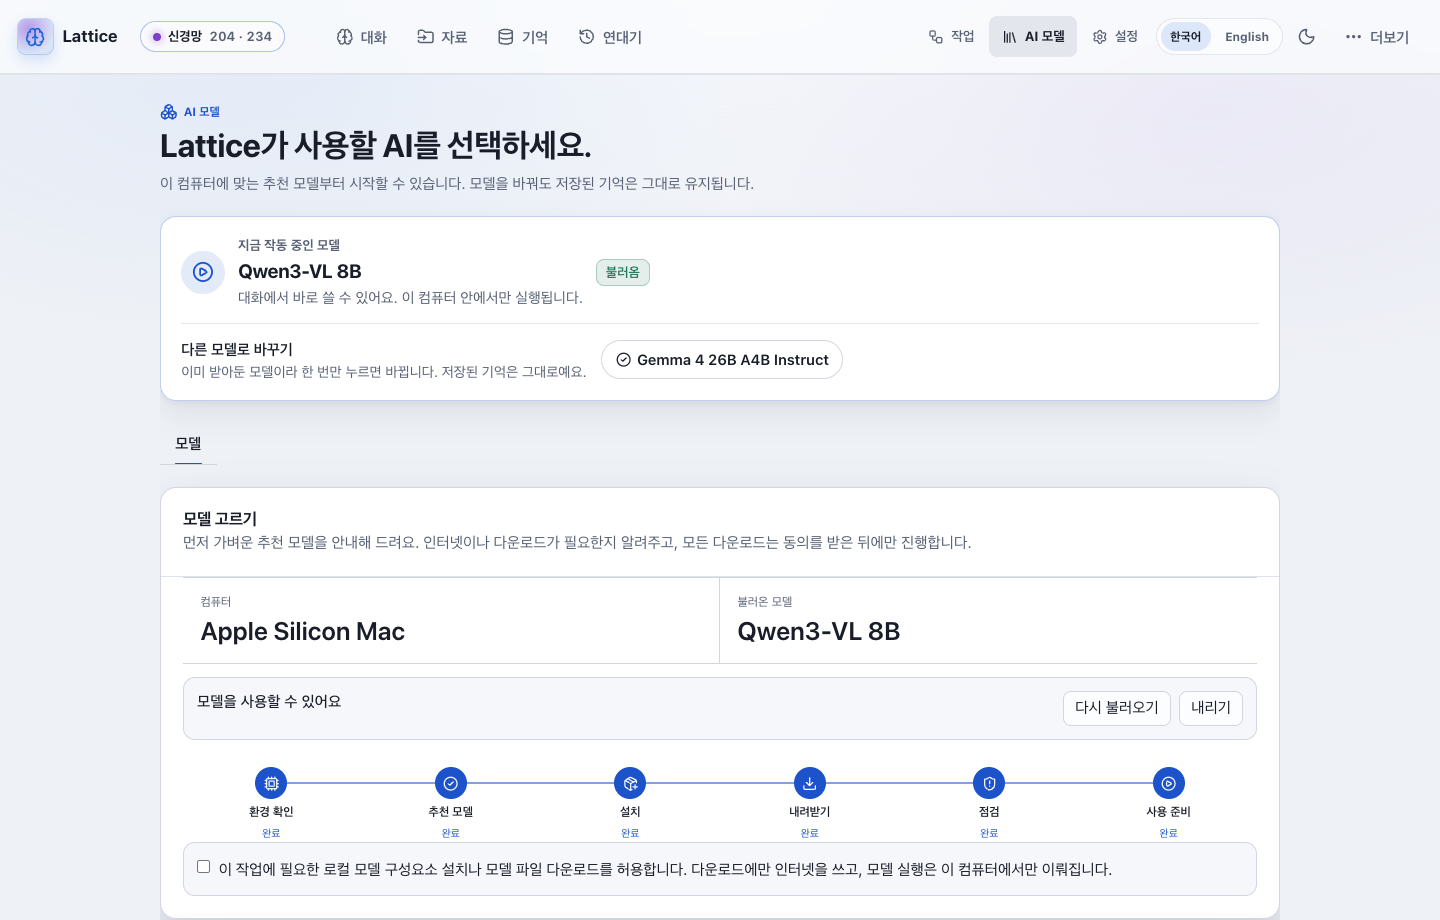 Lattice
신경망 204 · 234
대화
자료
기억
연대기
작업
AI 모델
설정
한국어
English
더보기
AI 모델
Lattice가 사용할 AI를 선택하세요.
이 컴퓨터에 맞는 추천 모델부터 시작할 수 있습니다. 모델을 바꿔도 저장된 기억은 그대로 유지됩니다.
지금 작동 중인 모델
Qwen3-VL 8B
불러옴
대화에서 바로 쓸 수 있어요. 이 컴퓨터 안에서만 실행됩니다.
다른 모델로 바꾸기
이미 받아둔 모델이라 한 번만 누르면 바뀝니다. 저장된 기억은 그대로예요.
Gemma 4 26B A4B Instruct
모델
모델 고르기
먼저 가벼운 추천 모델을 안내해 드려요. 인터넷이나 다운로드가 필요한지 알려주고, 모든 다운로드는 동의를 받은 뒤에만 진행합니다.
컴퓨터
Apple Silicon Mac
불러온 모델
Qwen3-VL 8B
모델을 사용할 수 있어요
다시 불러오기
내리기
환경 확인
완료
추천 모델
완료
설치
완료
내려받기
완료
점검
완료
사용 준비
완료
이 작업에 필요한 로컬 모델 구성요소 설치나 모델 파일 다운로드를 허용합니다. 다운로드에만 인터넷을 쓰고, 모델 실행은 이 컴퓨터에서만 이뤄집니다.